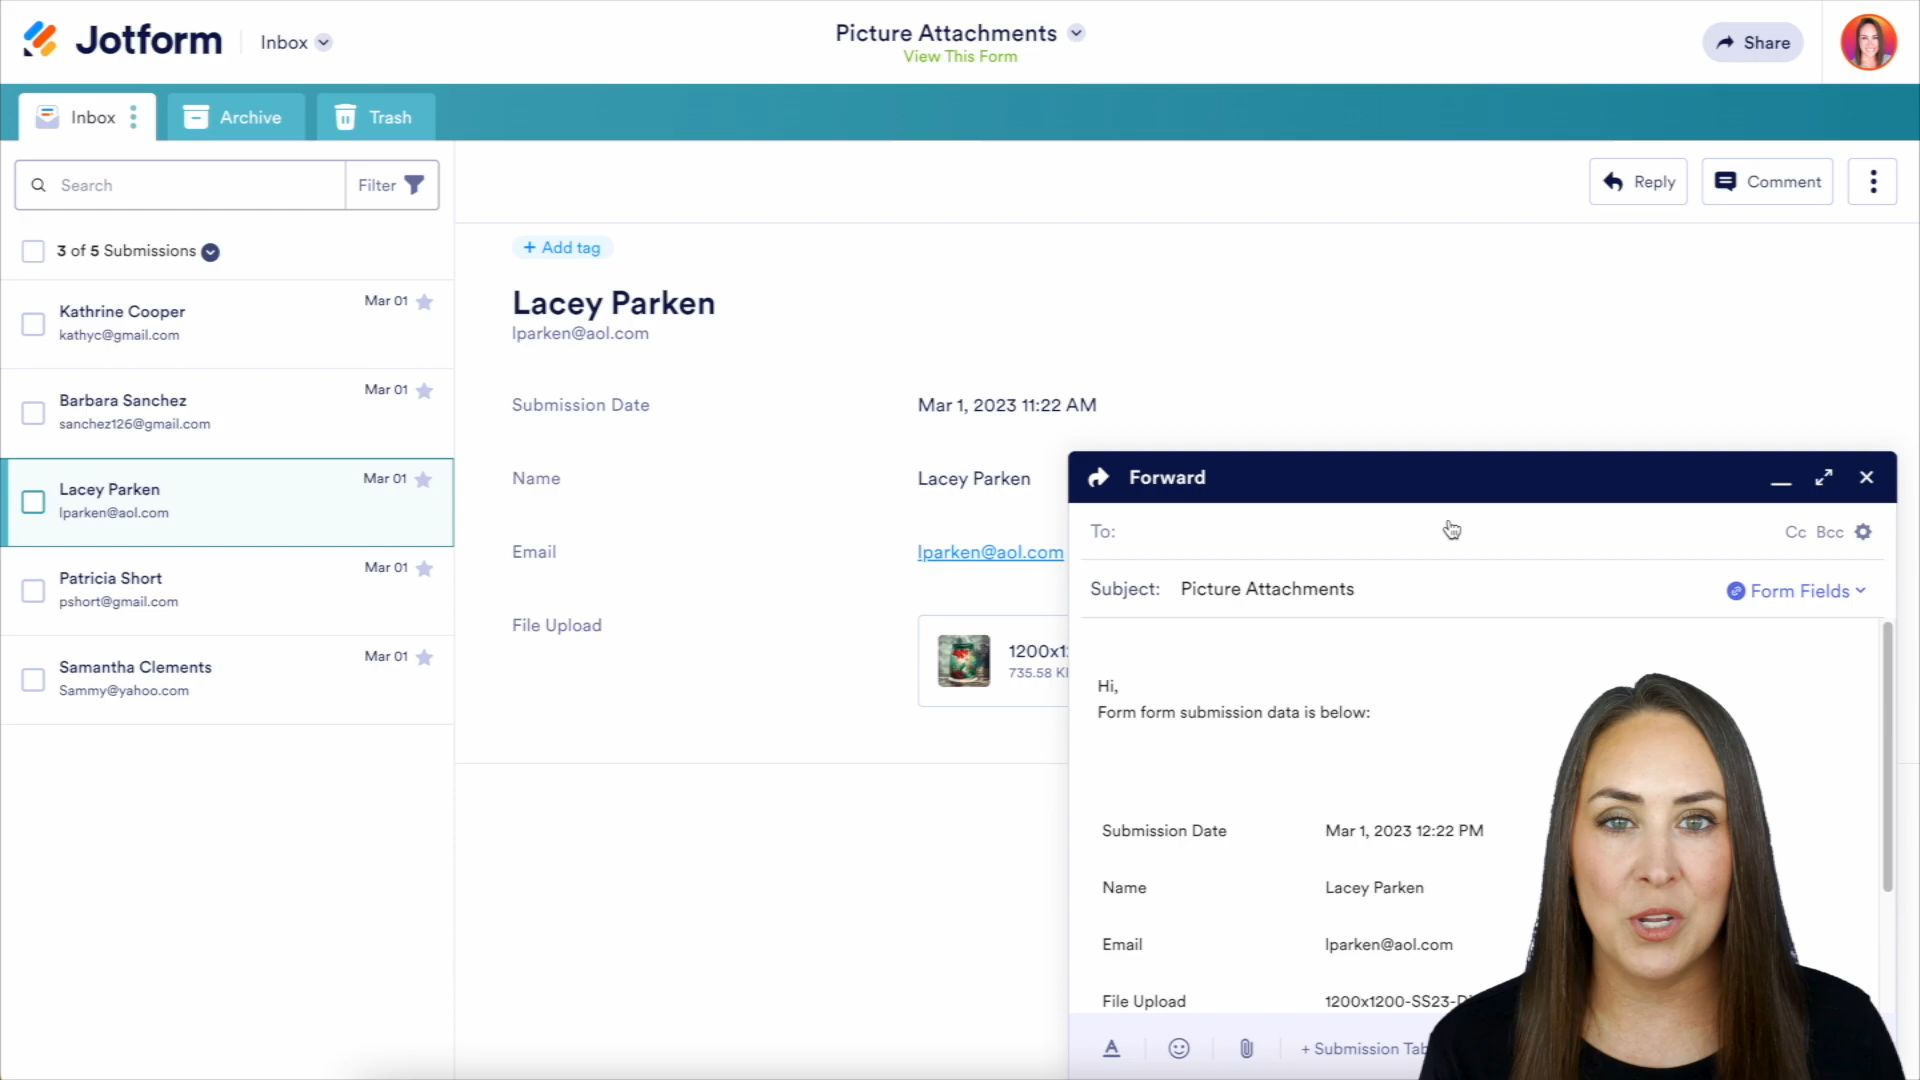 Jotform
Inbox
Picture Attachments
View This Form
Share
Inbox
Archive
Trash
Search
Filter
Reply
Comment
3 of 5 Submissions
+ Add tag
Kathrine Cooper
Mar 01
kathyc@gmail.com
Barbara Sanchez
Mar 01
sanchez126@gmail.com
Lacey Parken
Mar 01
lparken@aol.com
Patricia Short
Mar 01
pshort@gmail.com
Samantha Clements
Mar 01
Sammy@yahoo.com
Lacey Parken
lparken@aol.com
Submission Date
Mar 1, 2023 11:22 AM
Name
Lacey Parken
Email
lparken@aol.com
File Upload
1200x1
735.58 K
Forward
To:
Cc Bcc
Subject: Picture Attachments
Form Fields
Hi,
Form form submission data is below:
Submission Date
Mar 1, 2023 12:22 PM
Name
Lacey Parken
Email
lparken@aol.com
File Upload
1200x1200-SS23-D
+ Submission Tab